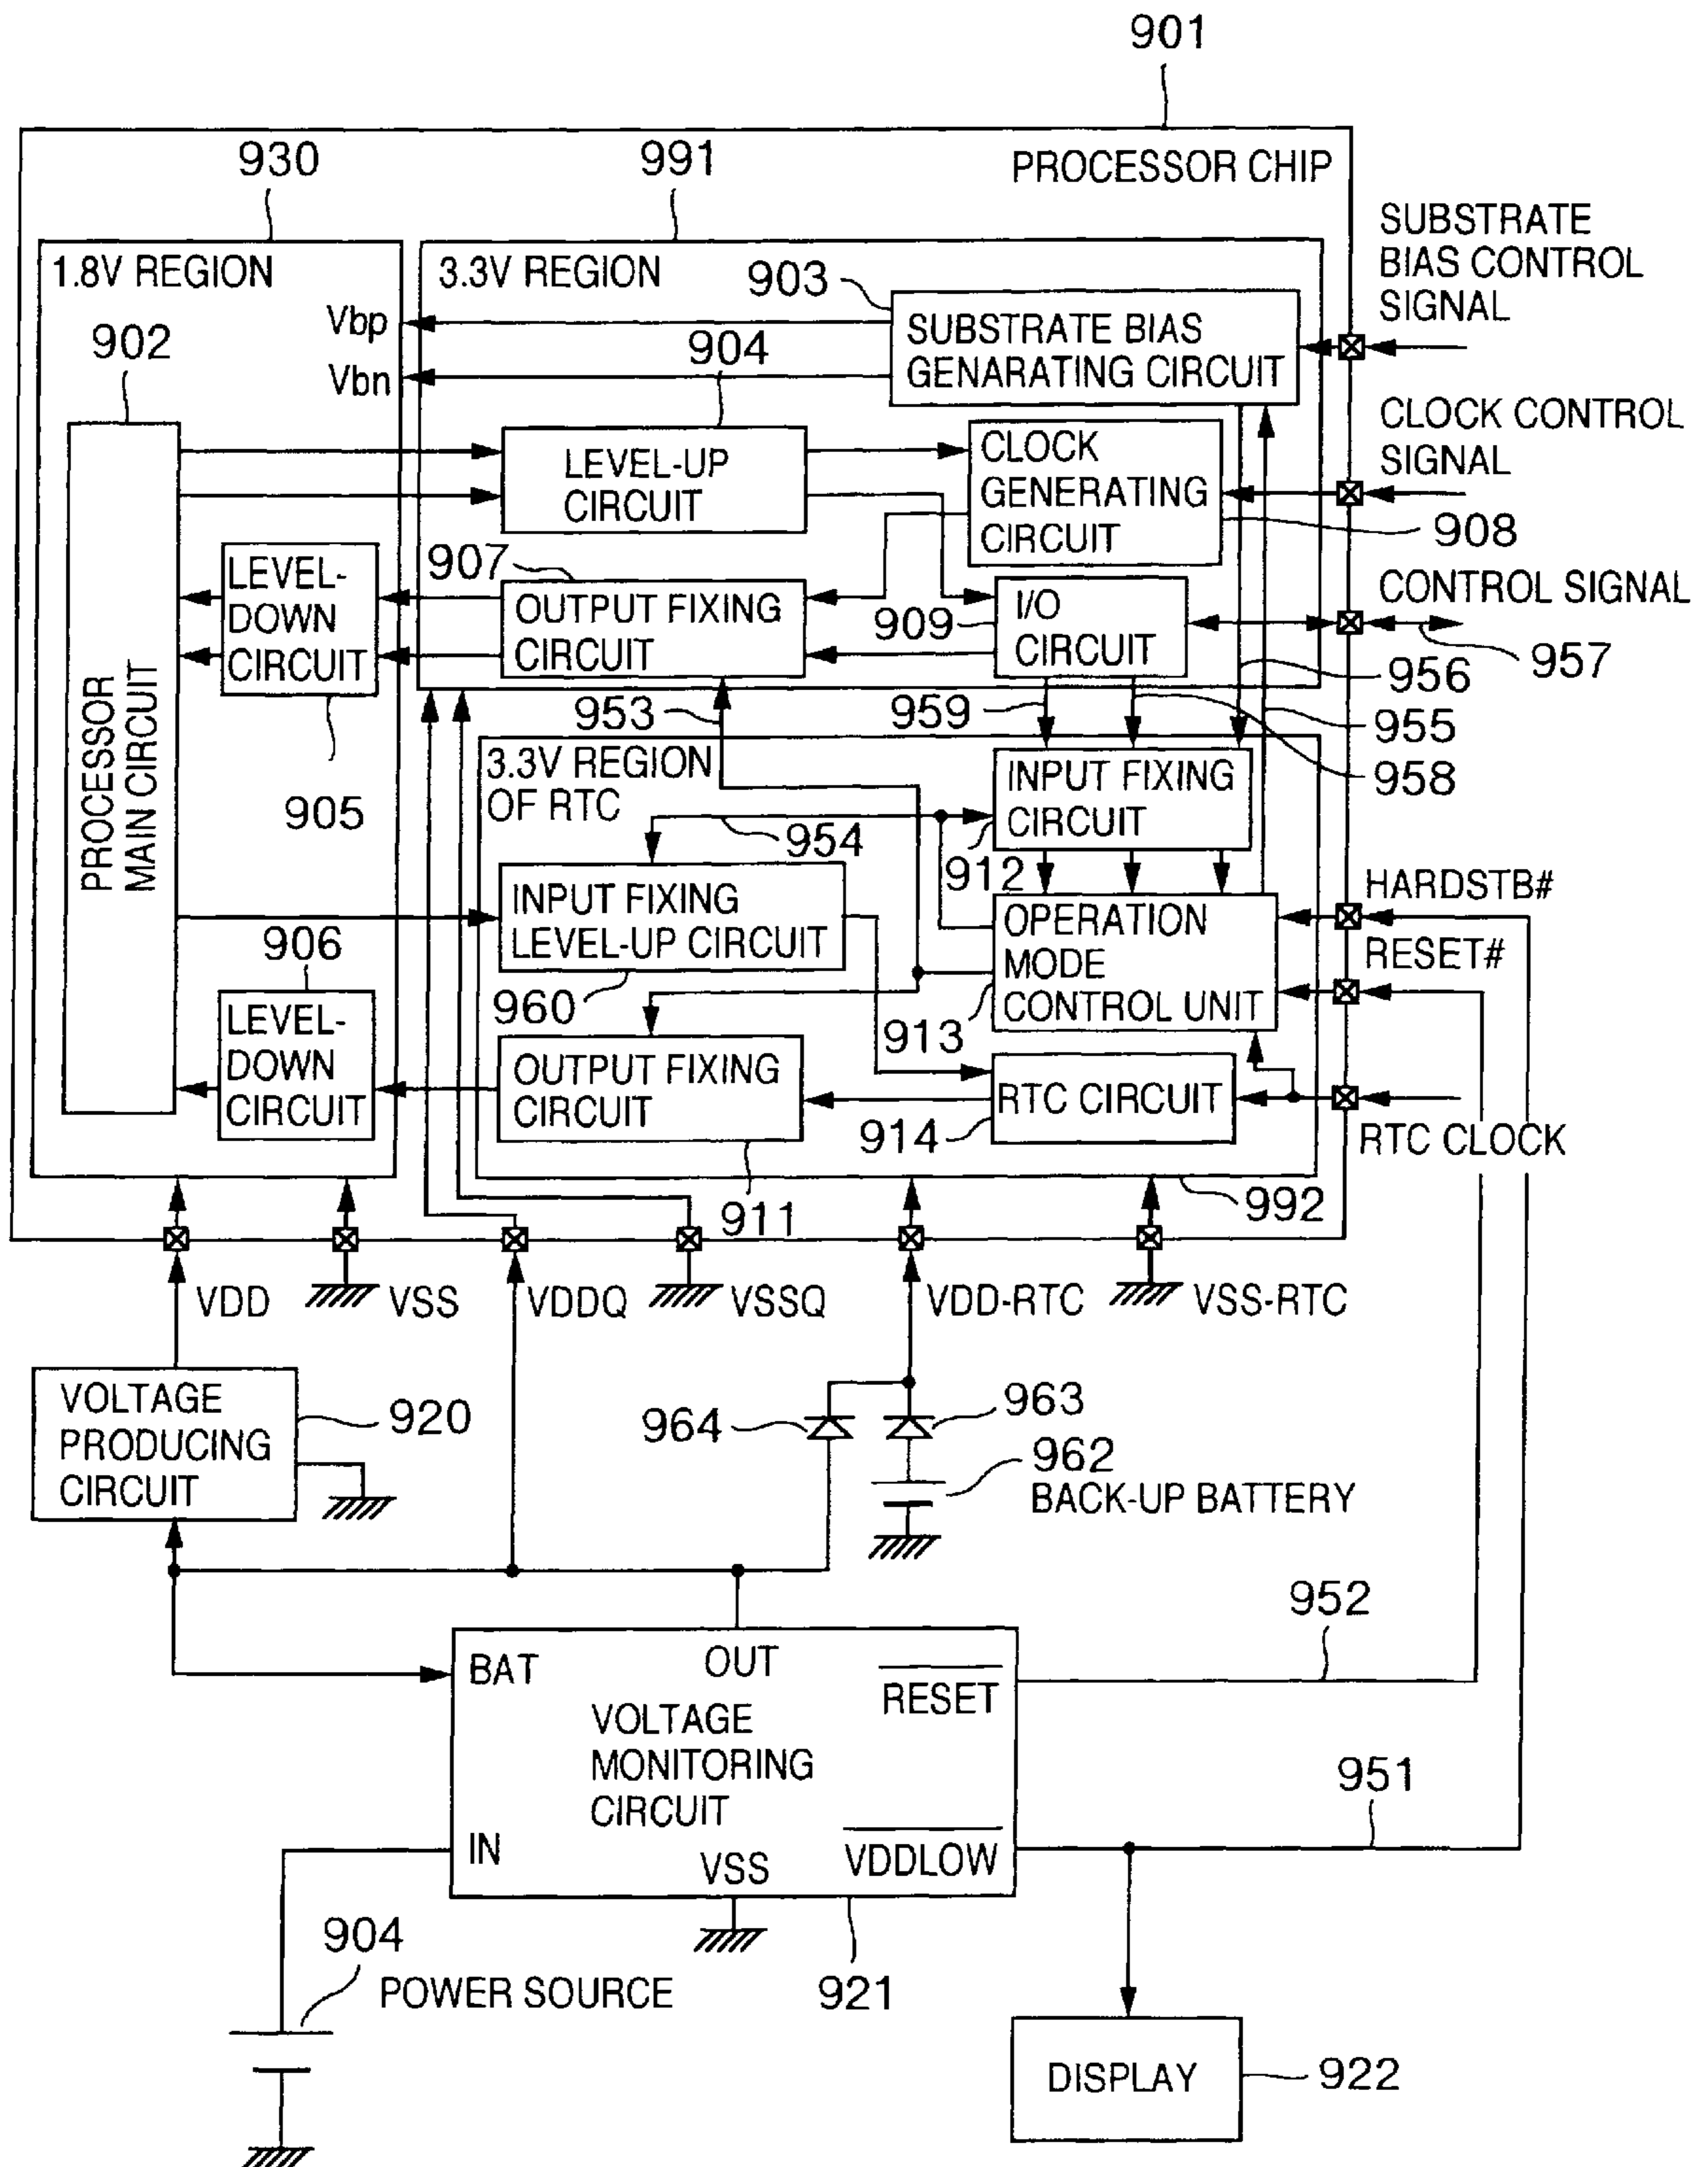 901
930
991
PROCESSOR CHIP
SUBSTRATE
BIAS CONTROL
SIGNAL
1.8V REGION
3.3V REGION
903
Vbp
Vbn
902
904
SUBSTRATE BIAS
GENARATING CIRCUIT
CLOCK CONTROL
SIGNAL
LEVEL-UP
CIRCUIT
CLOCK
GENERATING
CIRCUIT
908
907
LEVEL-
DOWN
CIRCUIT
OUTPUT FIXING
CIRCUIT
909
I/O
CIRCUIT
CONTROL SIGNAL
957
956
953
959
955
958
905
PROCESSOR
MAIN CIRCUIT
3.3V REGION
OF RTC
INPUT FIXING
CIRCUIT
954
912
HARDSTB#
INPUT FIXING
LEVEL-UP CIRCUIT
OPERATION
MODE
CONTROL UNIT
RESET#
906
960
913
LEVEL-
DOWN
CIRCUIT
OUTPUT FIXING
CIRCUIT
RTC CIRCUIT
914
RTC CLOCK
911
992
VDD
VSS
VDDQ
VSSQ
VDD-RTC
VSS-RTC
VOLTAGE
PRODUCING
CIRCUIT
920
964
963
962
BACK-UP BATTERY
952
BAT
OUT
RESET
VOLTAGE
MONITORING
CIRCUIT
951
IN
VSS
VDDLOW
904
POWER SOURCE
921
DISPLAY
922